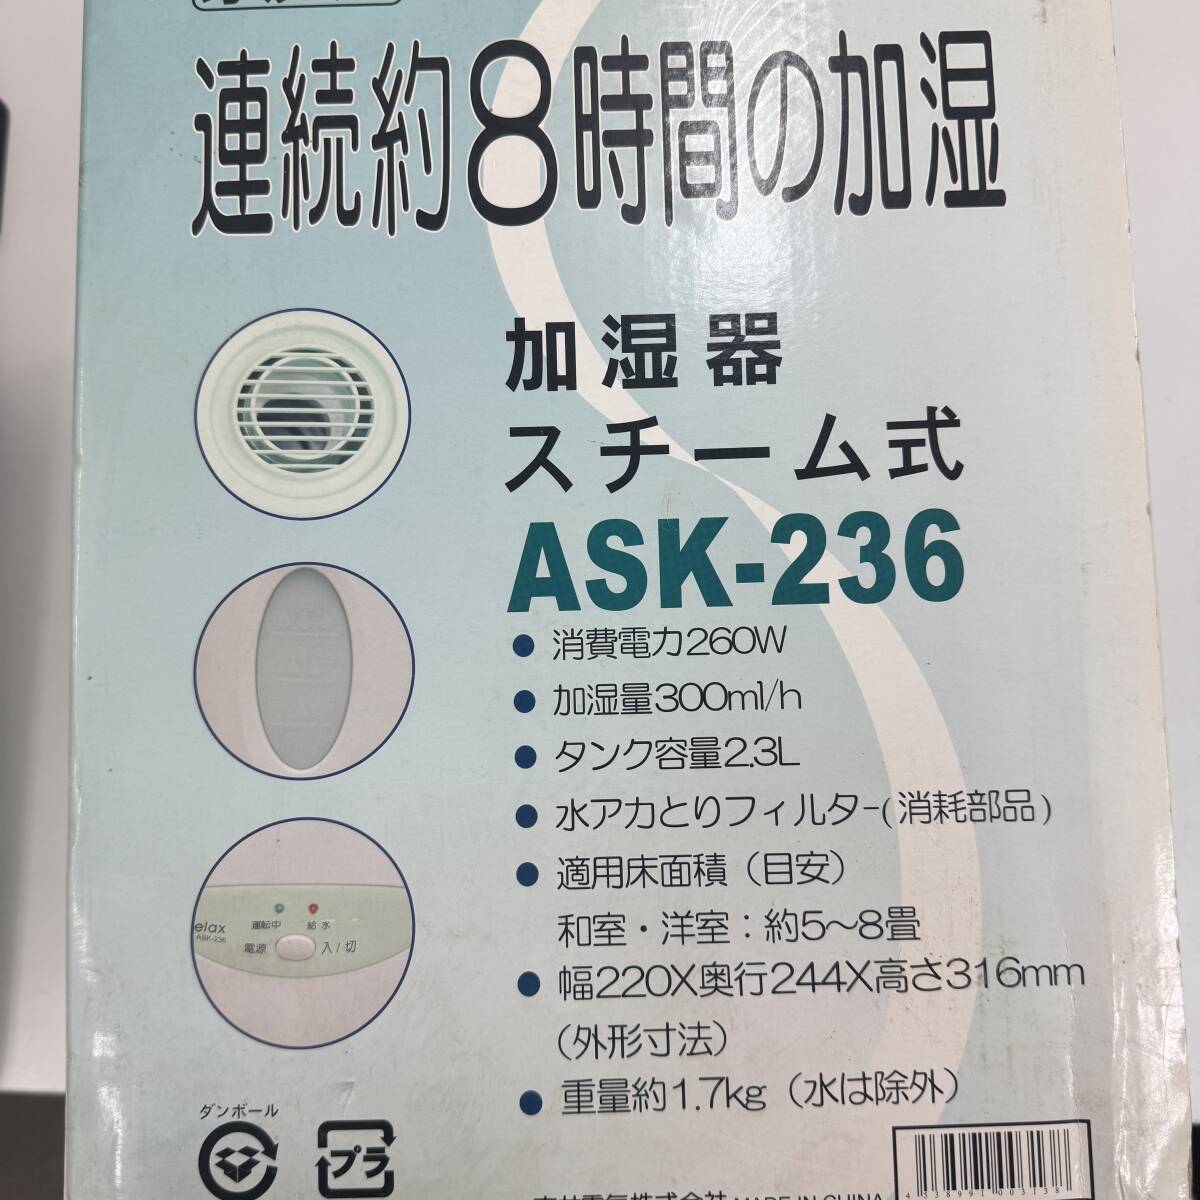 連続約8時間の加湿
加湿器
スチーム式
ASK-236
● 消費電力260W
● 加湿量300ml/h
● タンク容量2.3L
● 水アカとりフィルター(消耗部品)
● 適用床面積（目安）
和室・洋室：約5〜8畳
● 幅220X奥行244X高さ316mm
（外形寸法）
● 重量約1.7kg（水は除外）
elax
ASK-236
運転中 給水
電源 入/切
ダンボール
プラ
MADE IN CHINA